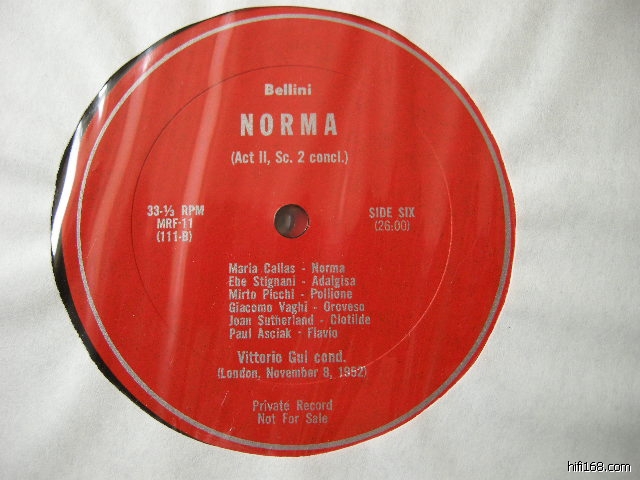 Bellini
NORMA
(Act II, Sc. 2 concl.)
33-⅓ RPM
MRF-11
(111-B)
SIDE SIX
(26:00)
Maria Callas - Norma
Ebe Stignani - Adalgisa
Mirto Picchi - Pollione
Giacomo Vaghi - Oroveso
Joan Sutherland - Clotilde
Paul Asciak - Flavio
Vittorio Gui cond.
(London, November 8, 1952)
Private Record
Not For Sale
hifi168.com